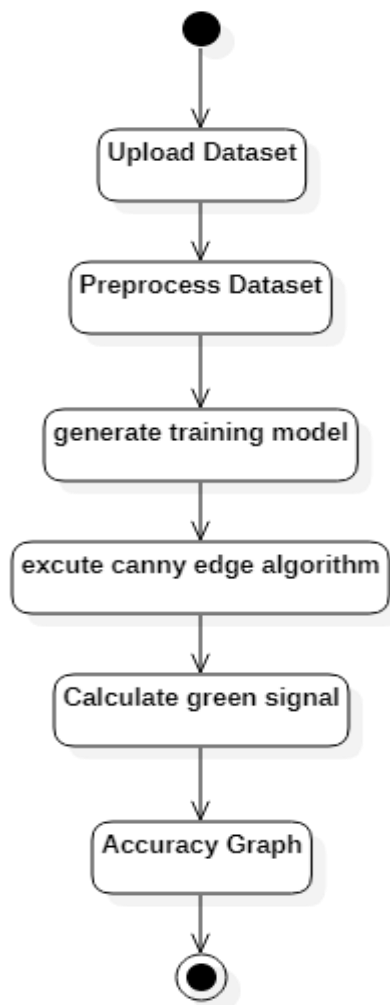 Upload Dataset
Preprocess Dataset
generate training model
excute canny edge algorithm
Calculate green signal
Accuracy Graph